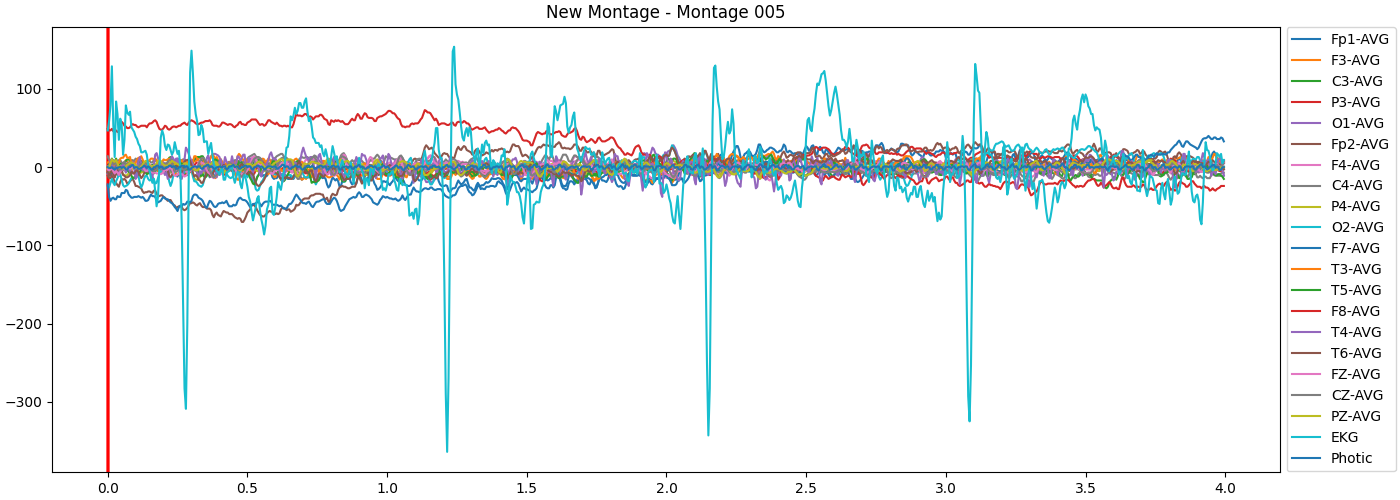 New Montage - Montage 005
100
0
−100
−200
−300
0.0 0.5 1.0 1.5 2.0 2.5 3.0 3.5 4.0
Fp1-AVG
F3-AVG
C3-AVG
P3-AVG
O1-AVG
Fp2-AVG
F4-AVG
C4-AVG
P4-AVG
O2-AVG
F7-AVG
T3-AVG
T5-AVG
F8-AVG
T4-AVG
T6-AVG
FZ-AVG
CZ-AVG
PZ-AVG
EKG
Photic